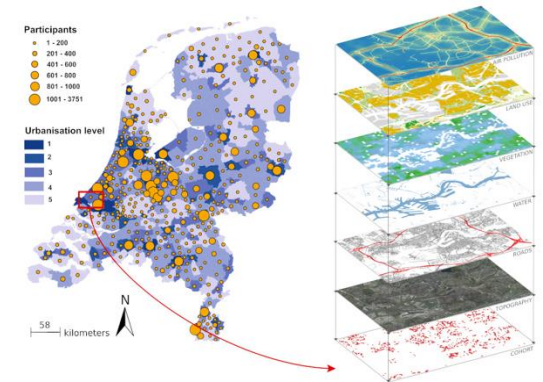 Participants
1 - 200
201 - 400
401 - 600
601 - 800
801 - 1000
1001 - 3751
Urbanisation level
1
2
3
4
5
N
58
kilometers
AIR POLLUTION
LAND USE
VEGETATION
WATER
ROADS
TOPOGRAPHY
COHORT